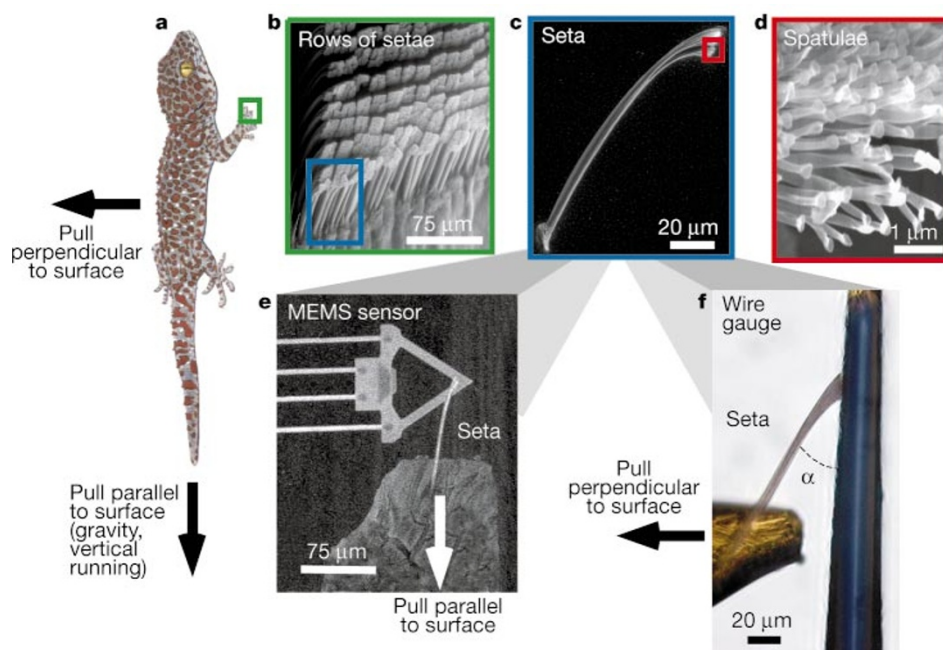 a
Pull
perpendicular
to surface
Pull parallel
to surface
(gravity,
vertical
running)
b
Rows of setae
75 μm
c
Seta
20 μm
d
Spatulae
1 μm
e
MEMS sensor
Seta
75 μm
Pull parallel
to surface
Pull
perpendicular
to surface
f
Wire
gauge
Seta
α
20 μm